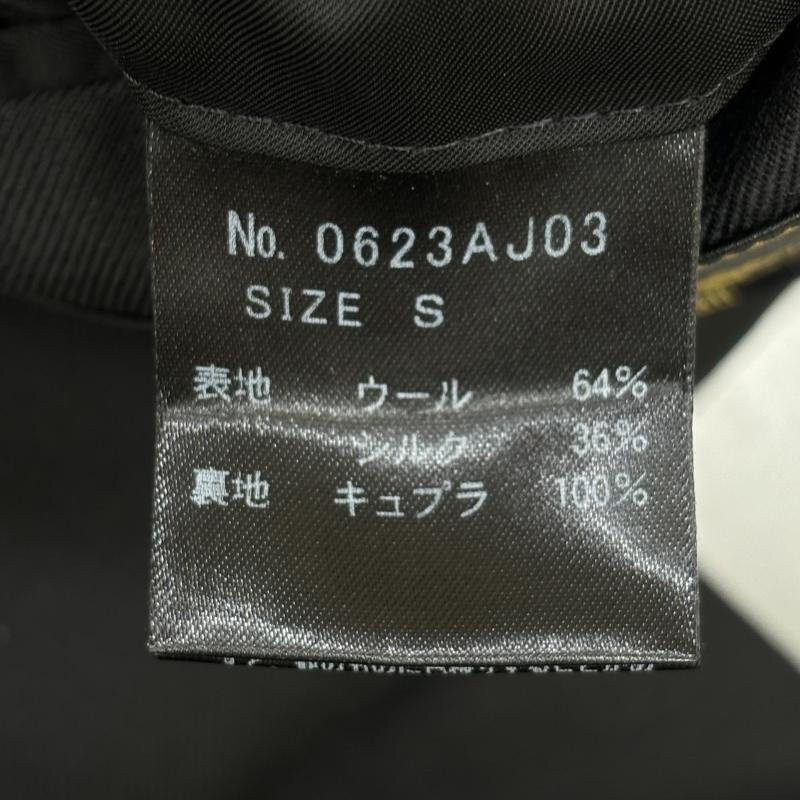 No. 0623AJ03
SIZE S
表地 ウール 64%
シルク 36%
裏地 キュプラ 100%